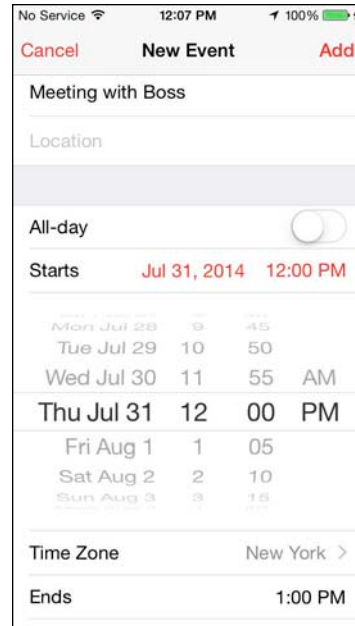 No Service 12:07 PM 100%
Cancel New Event Add
Meeting with Boss
Location
All-day
Starts Jul 31, 2014 12:00 PM
Mon Jul 28 9 45
Tue Jul 29 10 50
Wed Jul 30 11 55 AM
Thu Jul 31 12 00 PM
Fri Aug 1 1 05
Sat Aug 2 2 10
Sun Aug 3 3 15
Time Zone New York >
Ends 1:00 PM